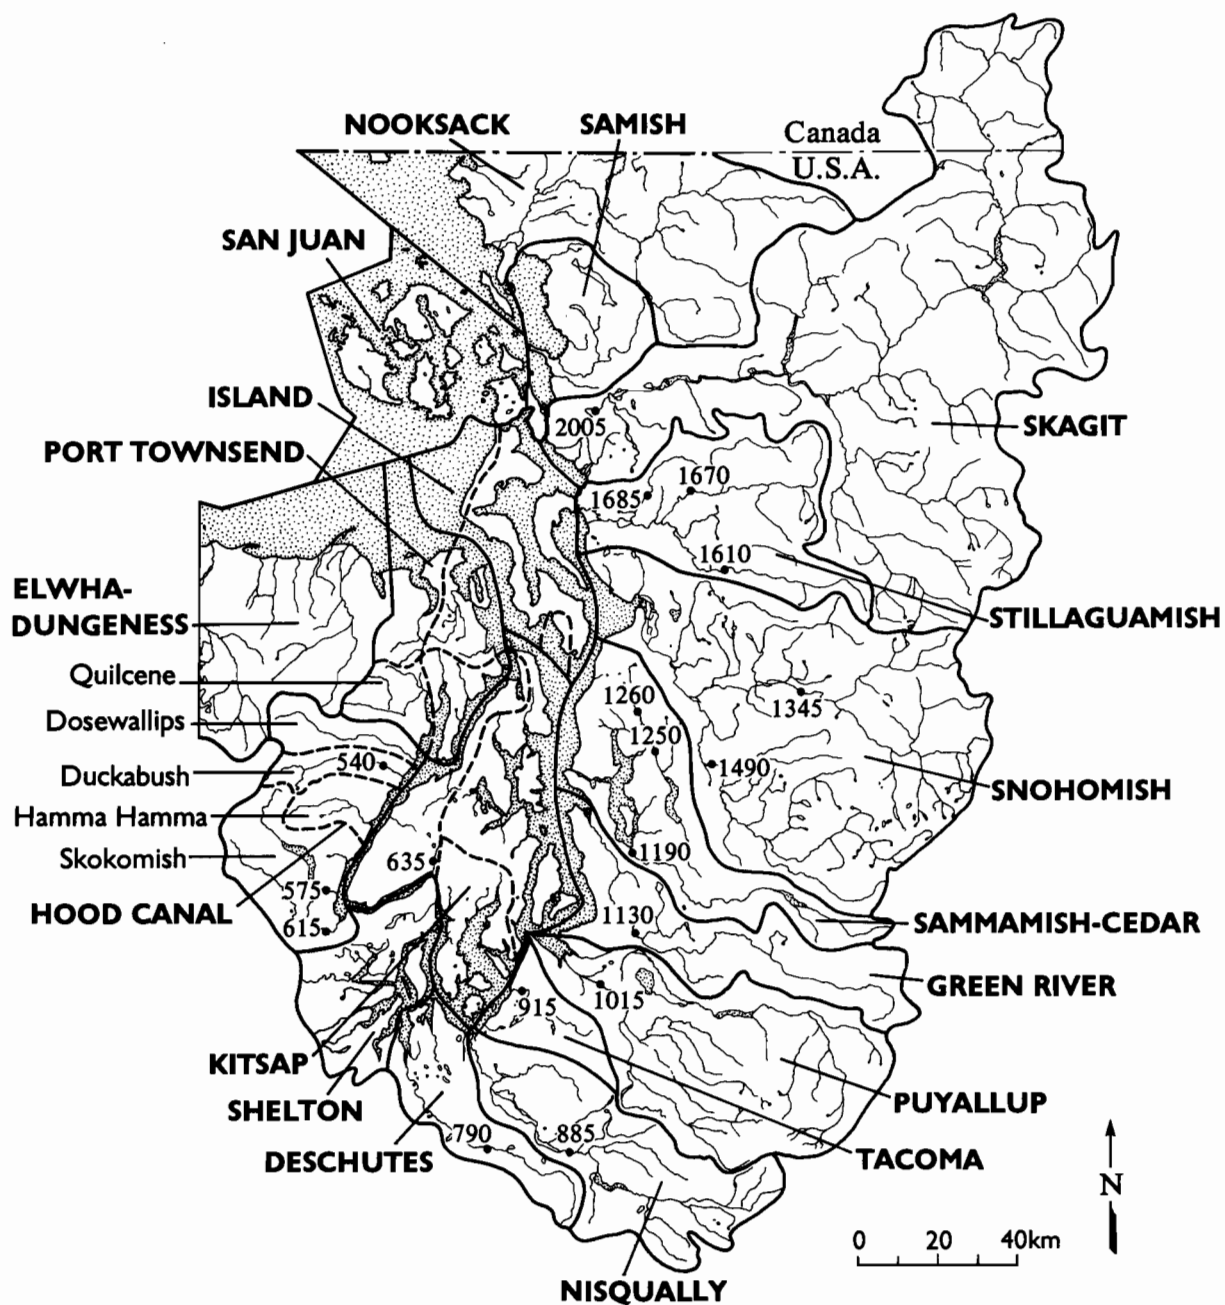 NOOKSACK
SAMISH
Canada
U.S.A.
SAN JUAN
ISLAND
2005
SKAGIT
PORT TOWNSEND
1670
1685
1610
ELWHA-
DUNGENESS
STILLAGUAMISH
Quilcene
1260
1345
Dosewallips
1250
540
1490
Duckabush
SNOHOMISH
Hamma Hamma
Skokomish
635
1190
575
HOOD CANAL
615
1130
SAMMAMISH-CEDAR
GREEN RIVER
915
1015
KITSAP
SHELTON
PUYALLUP
790
885
DESCHUTES
TACOMA
N
0 20 40km
NISQUALLY